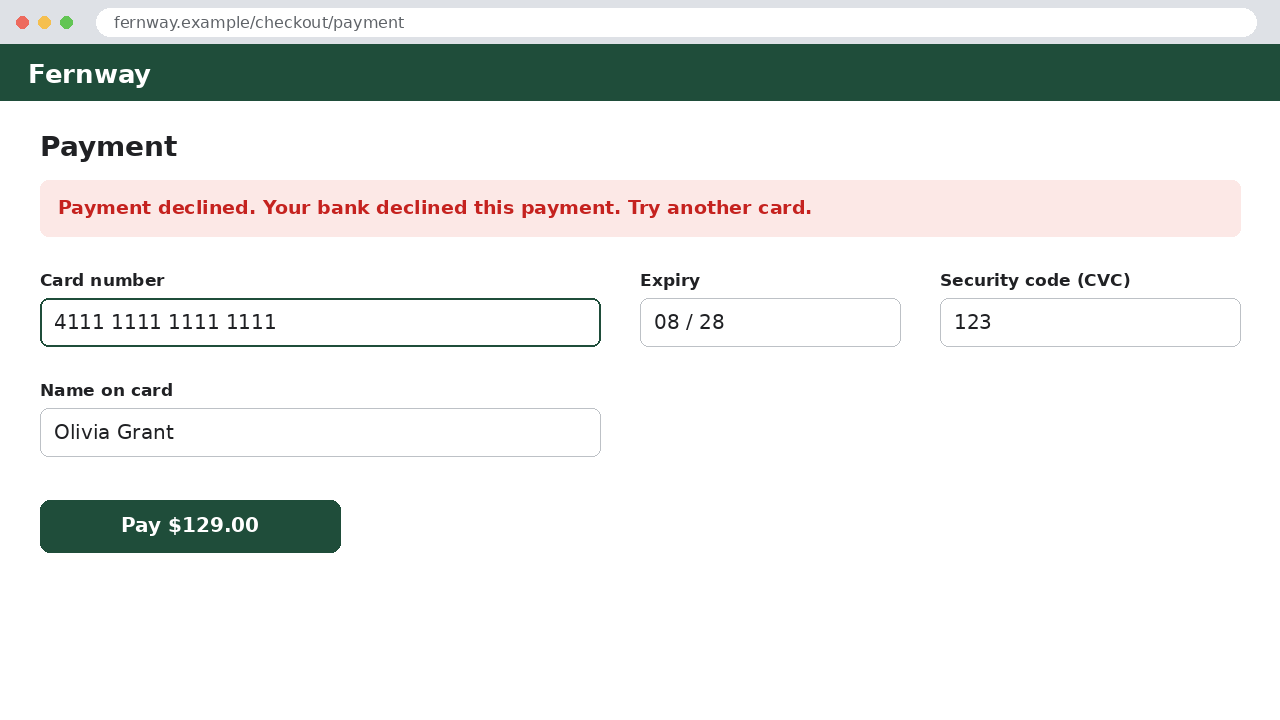 fernway.example/checkout/payment
Fernway
Payment
Payment declined. Your bank declined this payment. Try another card.
Card number
Expiry
Security code (CVC)
4111 1111 1111 1111
08 / 28
123
Name on card
Olivia Grant
Pay $129.00